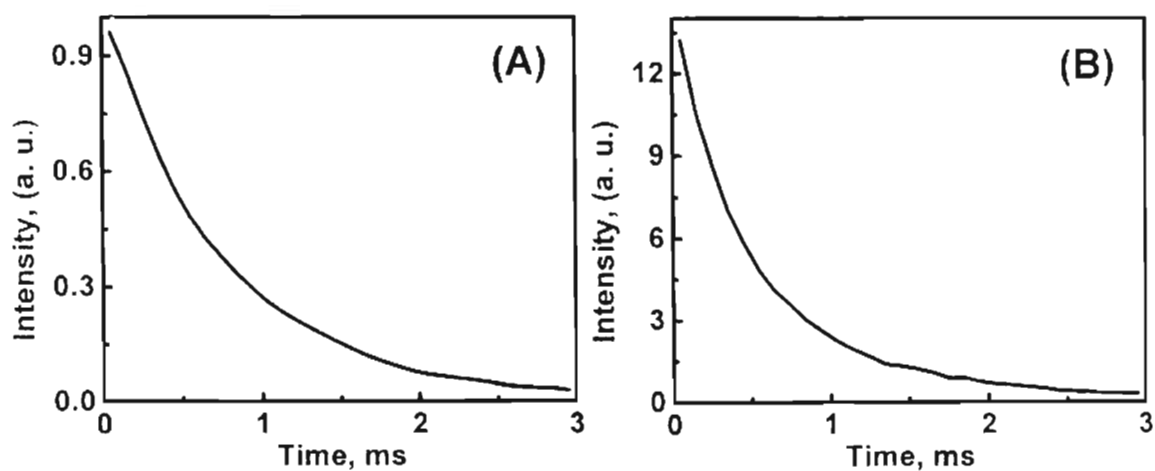 (A)
Intensity, (a. u.)
0.9
0.6
0.3
0.0
0 1 2 3
Time, ms
(B)
Intensity, (a. u.)
12
9
6
3
0
0 1 2 3
Time, ms